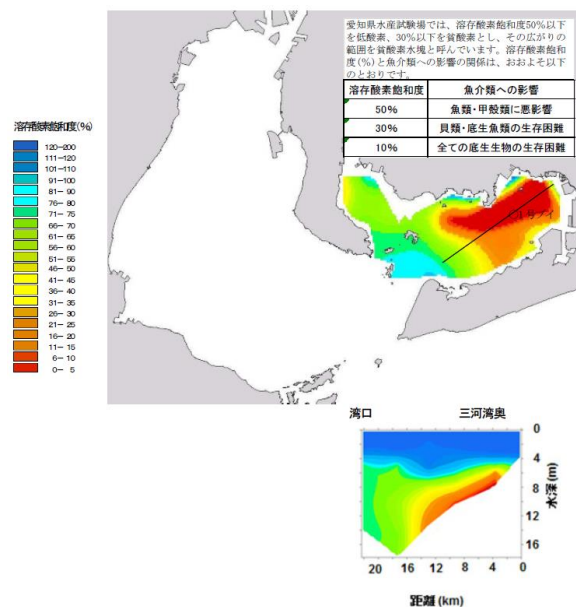 愛知県水産試験場では、溶存酸素飽和度50%以下
を低酸素、30%以下を貧酸素とし、その広がりの
範囲を貧酸素水塊と呼んでいます。溶存酸素飽和
度(%)と魚介類への影響の関係は、おおよそ以下
のとおりです。
溶存酸素飽和度 魚介類への影響
50% 魚類・甲殻類に悪影響
30% 貝類・底生魚類の生存困難
10% 全ての底生生物の生存困難
溶存酸素飽和度(%)
120-200
111-120
101-110
91-100
81- 90
76- 80
71- 75
66- 70
61- 65
56- 60
51- 55
46- 50
41- 45
36- 40
31- 35
26- 30
21- 25
16- 20
11- 15
6- 10
0- 5
湾口 三河湾奥
0
4
8
12
16
水深(m)
20 16 12 8 4 0
距離(km)